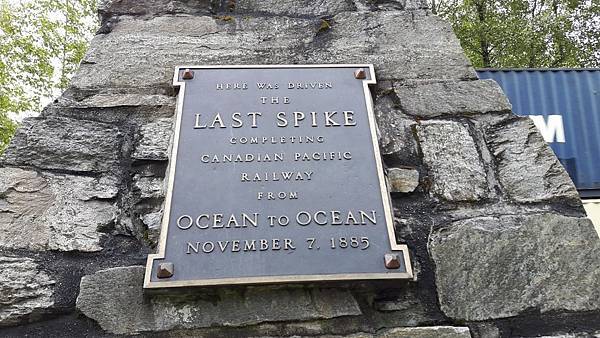 HERE WAS DRIVEN
THE
LAST SPIKE
COMPLETING
CANADIAN PACIFIC
RAILWAY
FROM
OCEAN TO OCEAN
NOVEMBER 7, 1885